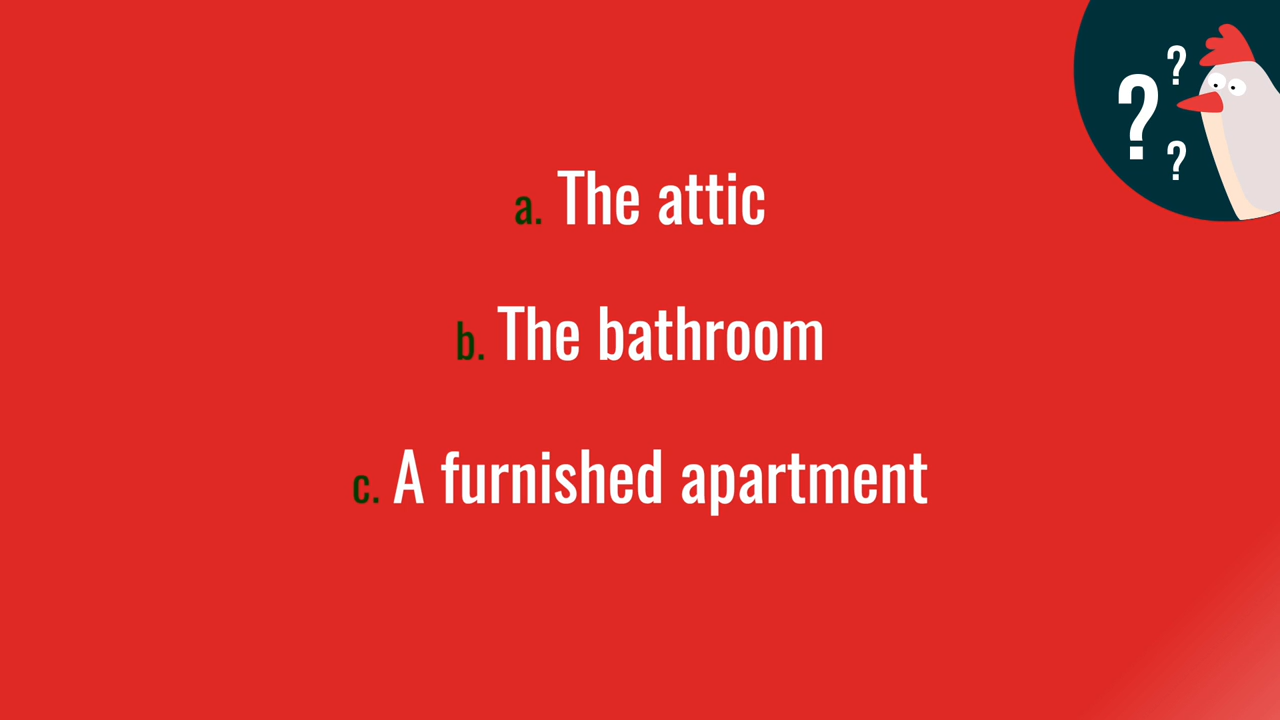 ? ?
?
a. The attic
b. The bathroom
c. A furnished apartment